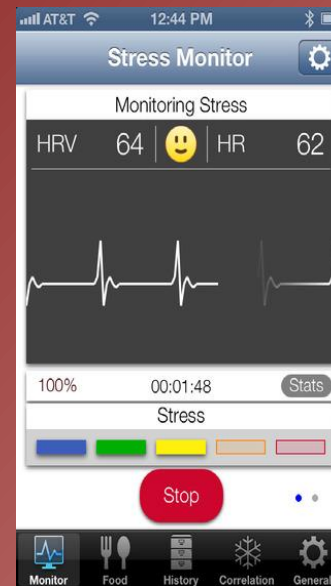 AT&T 12:44 PM
Stress Monitor
Monitoring Stress
HRV 64 HR 62
100% 00:01:48 Stats
Stress
Stop
Monitor Food History Correlation General